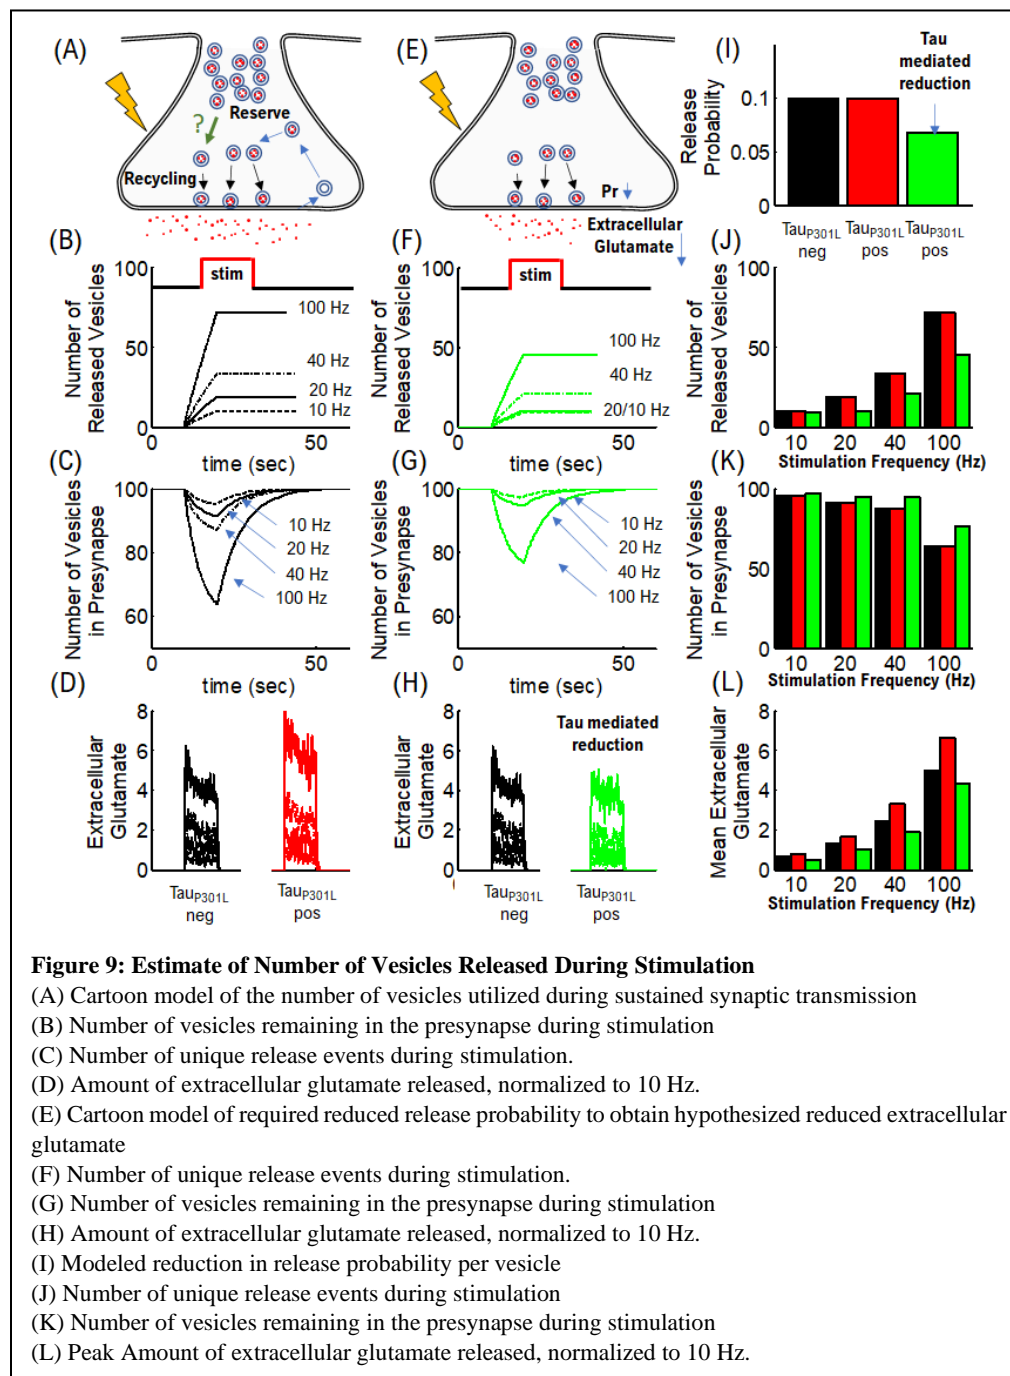 (A)
?
Reserve
Recycling
(E)
Pr
Extracellular
Glutamate
(I)
Tau
mediated
reduction
Release
Probability
0.1
0.05
0
TauP301L
neg
TauP301L
pos
TauP301L
pos
(B)
stim
Number of
Released Vesicles
100
50
0
100 Hz
40 Hz
20 Hz
10 Hz
0
50
time (sec)
(F)
stim
Number of
Released Vesicles
100
50
0
100 Hz
40 Hz
20/10 Hz
0
50
time (sec)
(J)
Number of
Released Vesicles
100
50
0
10
20
40
100
Stimulation Frequency (Hz)
(C)
Number of Vesicles
in Presynapse
100
80
60
10 Hz
20 Hz
40 Hz
100 Hz
0
50
time (sec)
(G)
Number of Vesicles
in Presynapse
100
80
60
10 Hz
20 Hz
40 Hz
100 Hz
0
50
time (sec)
(K)
Number of Vesicles
in Presynapse
100
50
0
10
20
40
100
Stimulation Frequency (Hz)
(D)
Extracellular
Glutamate
8
6
4
2
0
TauP301L
neg
TauP301L
pos
(H)
Tau mediated
reduction
Extracellular
Glutamate
8
6
4
2
TauP301L
neg
TauP301L
pos
(L)
Mean Extracellular
Glutamate
8
6
4
2
0
10
20
40
100
Stimulation Frequency (Hz)
Figure 9: Estimate of Number of Vesicles Released During Stimulation
(A) Cartoon model of the number of vesicles utilized during sustained synaptic transmission
(B) Number of vesicles remaining in the presynapse during stimulation
(C) Number of unique release events during stimulation.
(D) Amount of extracellular glutamate released, normalized to 10 Hz.
(E) Cartoon model of required reduced release probability to obtain hypothesized reduced extracellular
glutamate
(F) Number of unique release events during stimulation.
(G) Number of vesicles remaining in the presynapse during stimulation
(H) Amount of extracellular glutamate released, normalized to 10 Hz.
(I) Modeled reduction in release probability per vesicle
(J) Number of unique release events during stimulation
(K) Number of vesicles remaining in the presynapse during stimulation
(L) Peak Amount of extracellular glutamate released, normalized to 10 Hz.